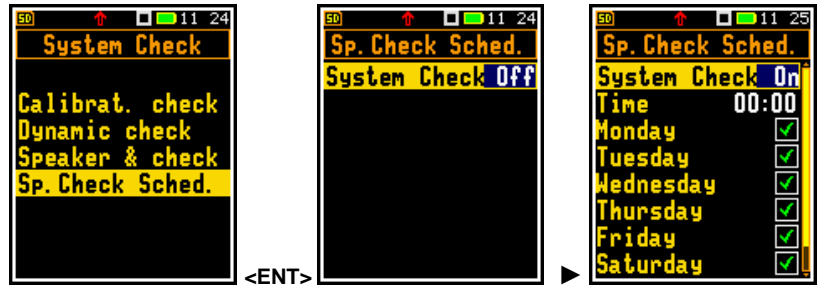 SD 11 24
System Check
Calibrat. check
Dynamic check
Speaker & check
Sp. Check Sched.
<ENT>
SD 11 24
Sp. Check Sched.
System Check Off
►
SD 11 25
Sp. Check Sched.
System Check On
Time 00:00
Monday
Tuesday
Wednesday
Thursday
Friday
Saturday